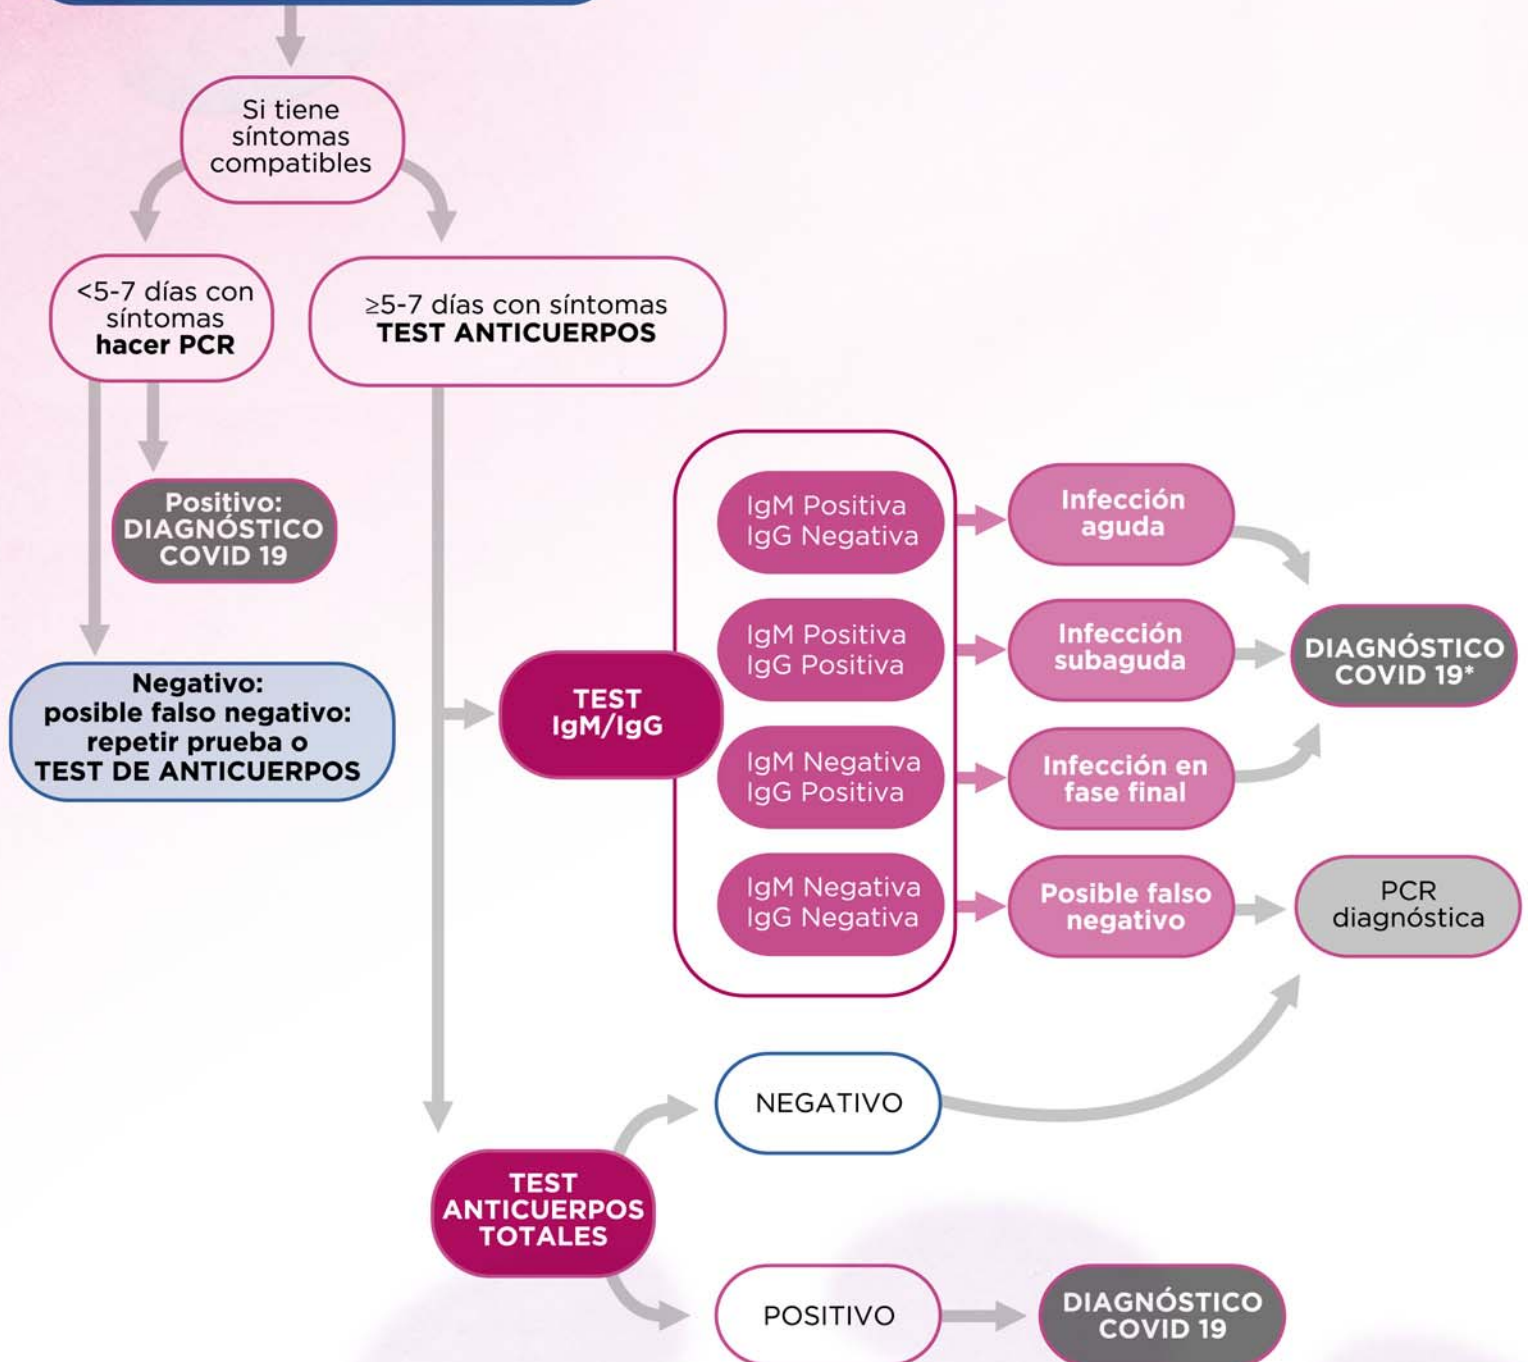 Si tiene
síntomas
compatibles
<5-7 días con
síntomas
hacer PCR
≥5-7 días con síntomas
TEST ANTICUERPOS
Positivo:
DIAGNÓSTICO
COVID 19
Negativo:
posible falso negativo:
repetir prueba o
TEST DE ANTICUERPOS
TEST
IgM/IgG
IgM Positiva
IgG Negativa
Infección
aguda
IgM Positiva
IgG Positiva
Infección
subaguda
DIAGNÓSTICO
COVID 19*
IgM Negativa
IgG Positiva
Infección en
fase final
IgM Negativa
IgG Negativa
Posible falso
negativo
PCR
diagnóstica
TEST
ANTICUERPOS
TOTALES
NEGATIVO
POSITIVO
DIAGNÓSTICO
COVID 19